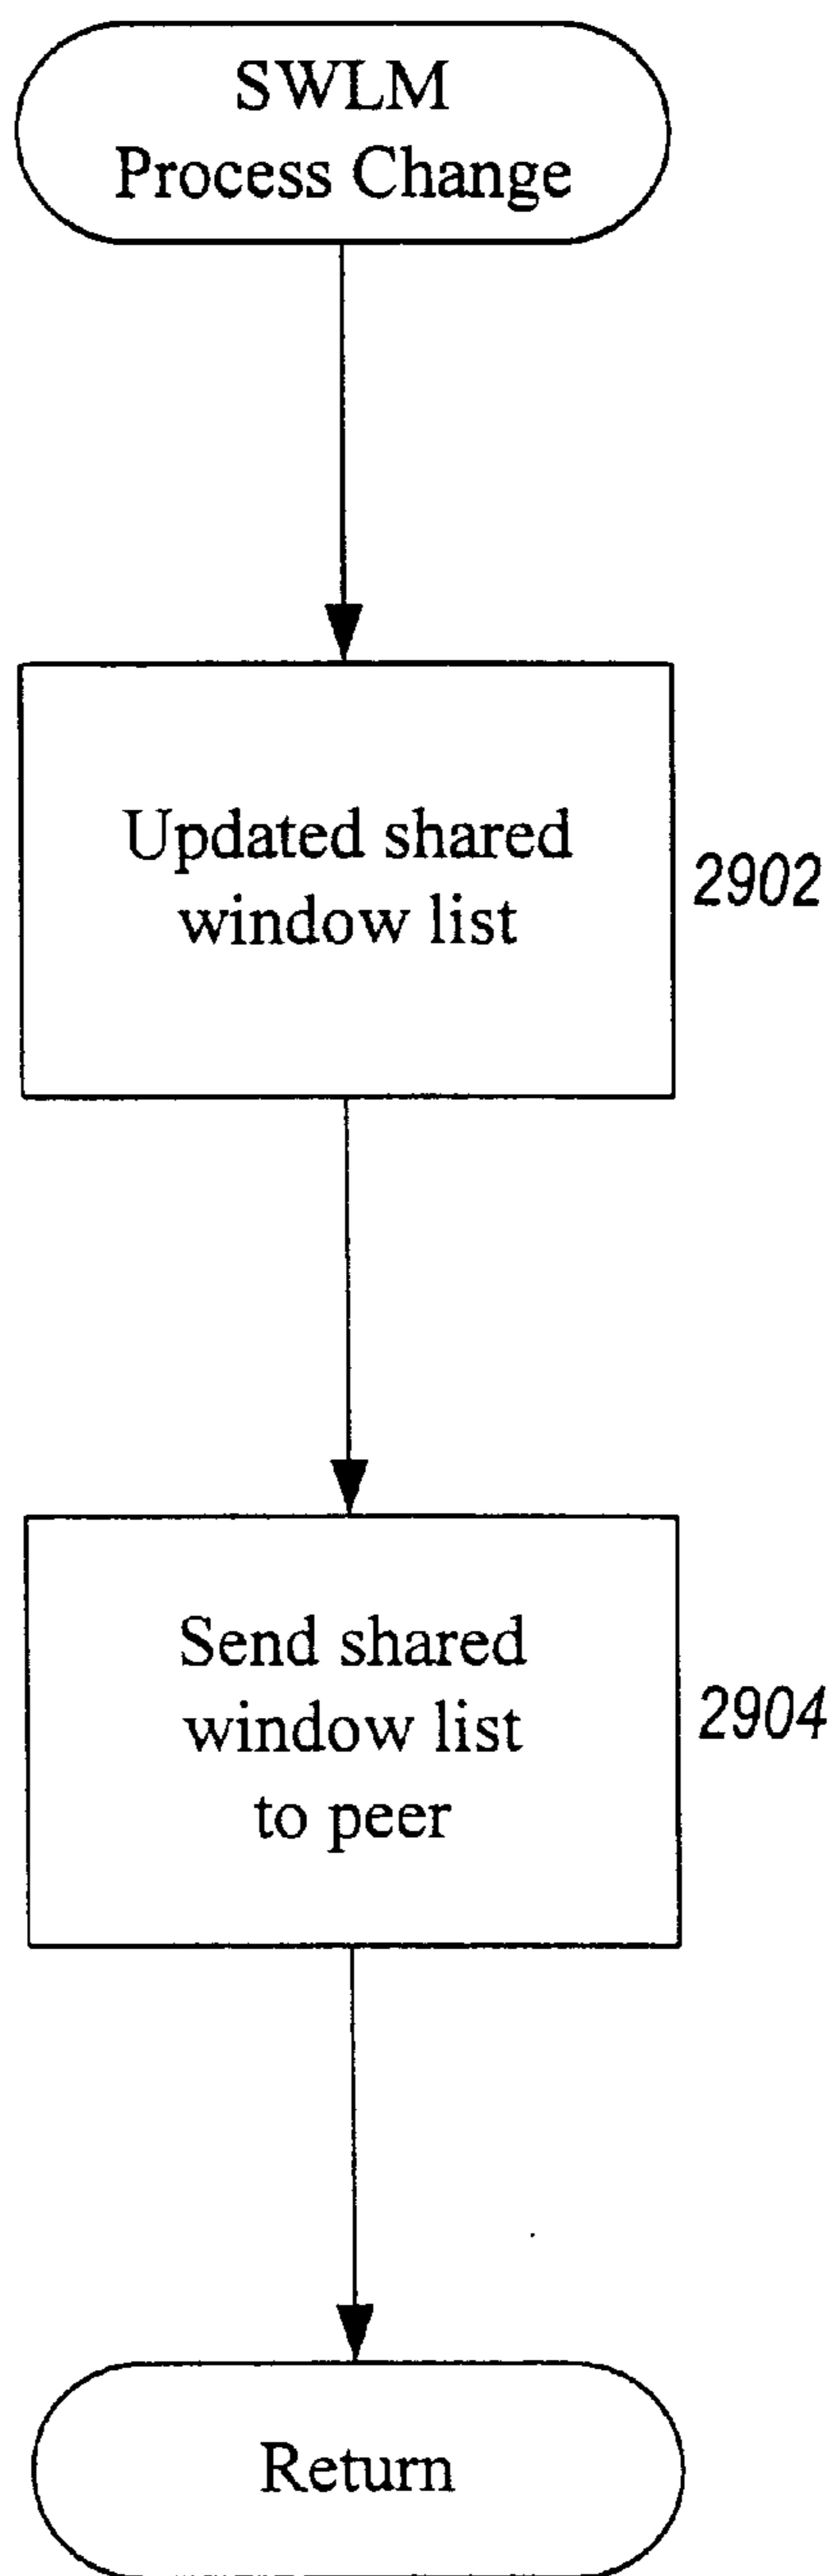 SWLM
Process Change
Updated shared
window list
2902
Send shared
window list
to peer
2904
Return